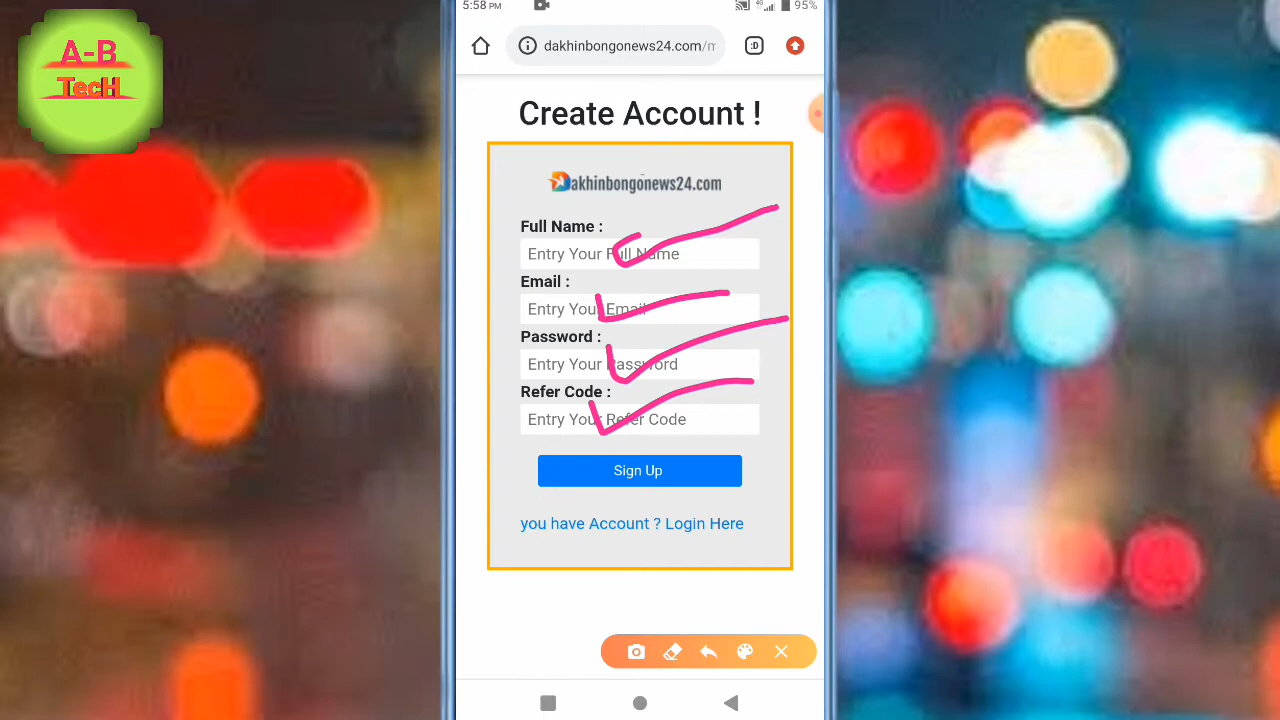 A-B
TecH
5:58 PM
4G
95%
dakhinbongonews24.com/m
:D
Create Account !
Dakhinbongonews24.com
Full Name :
Entry Your Full Name
Email :
Entry Your Email
Password :
Entry Your Password
Refer Code :
Entry Your Refer Code
Sign Up
you have Account ? Login Here